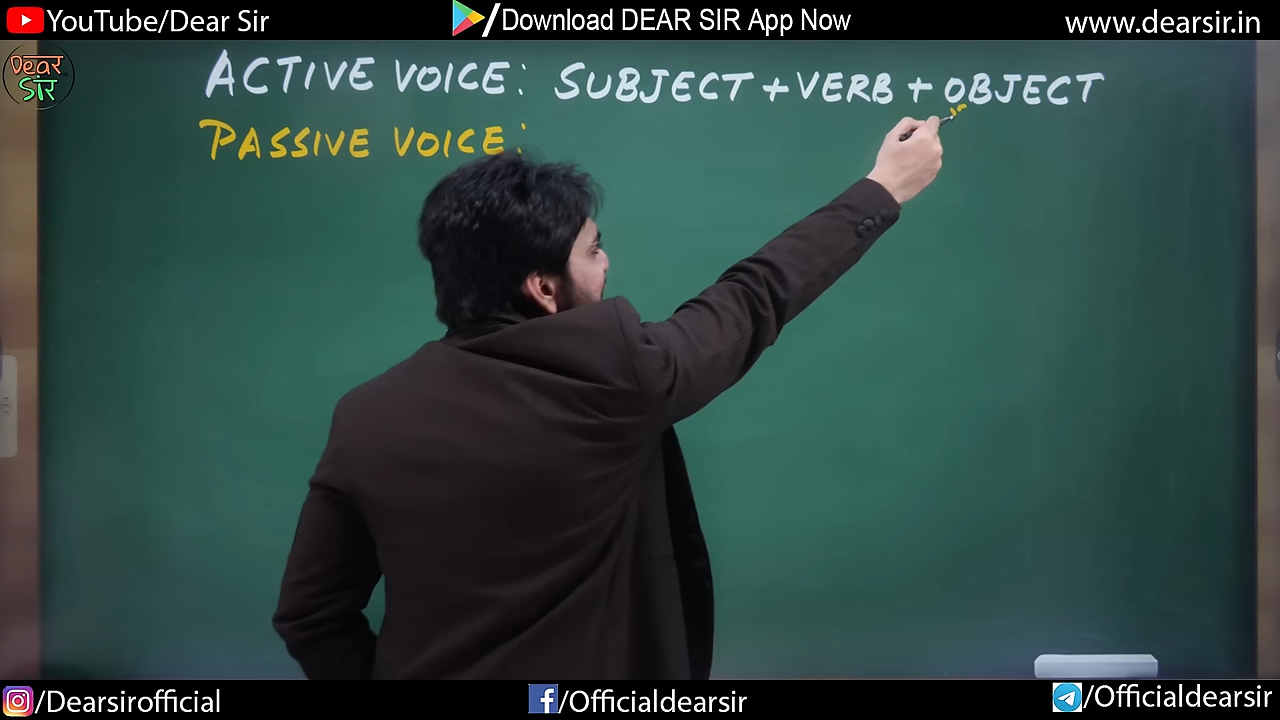 YouTube/Dear Sir
/Download DEAR SIR App Now
www.dearsir.in
Dear
Sir
ACTIVE VOICE: SUBJECT + VERB + OBJECT
PASSIVE VOICE:
/Dearsirofficial
/Officialdearsir
/Officialdearsir